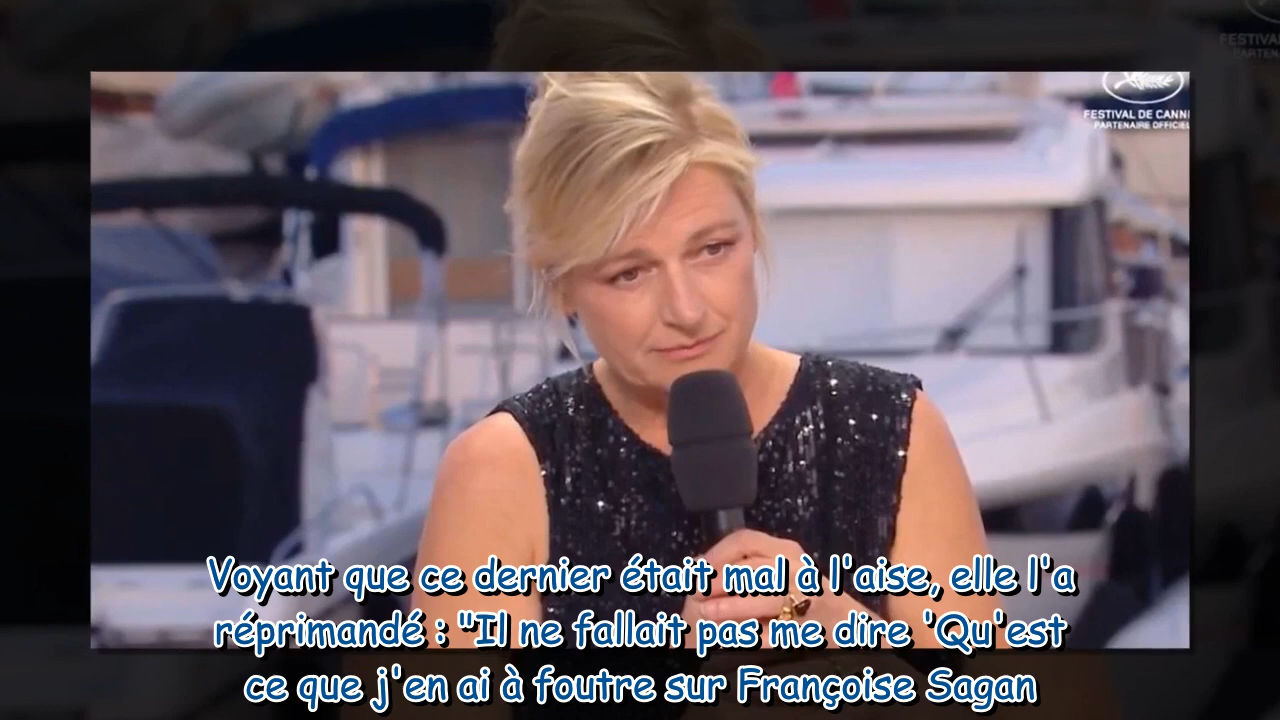 FESTIVAL DE CANN
PARTENAIRE OFFICIEL
Voyant que ce dernier était mal à l'aise, elle l'a
réprimandé : "Il ne fallait pas me dire 'Qu'est
ce que j'en ai à foutre sur Françoise Sagan